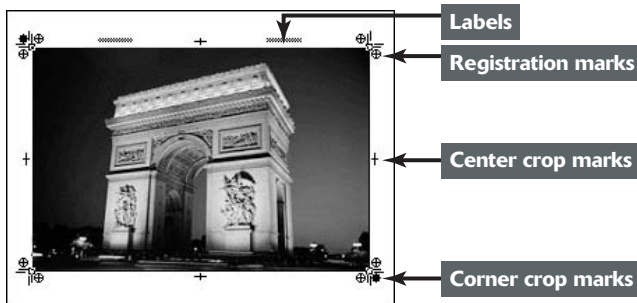 Labels
Registration marks
Center crop marks
Corner crop marks